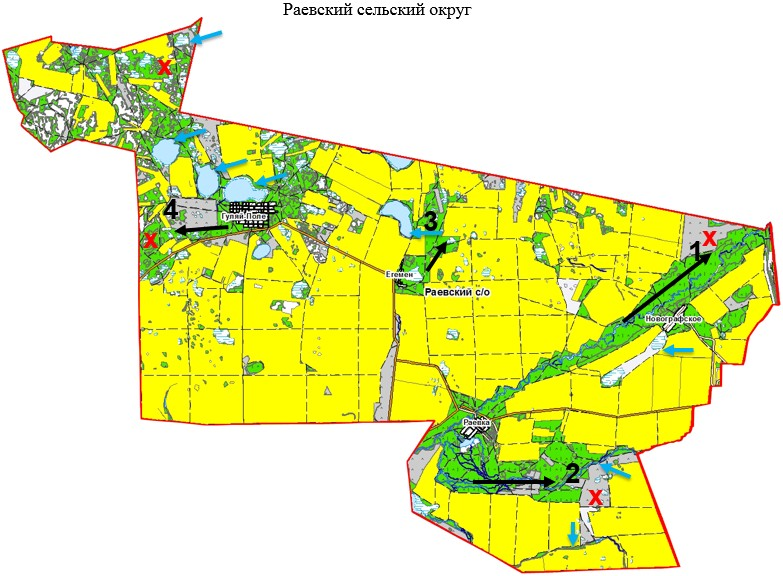 Раевский сельский округ
X
4
Гуляй-Поле
X
3
Егемен
Раевский с/о
1
X
Новографское
Раевка
2
X